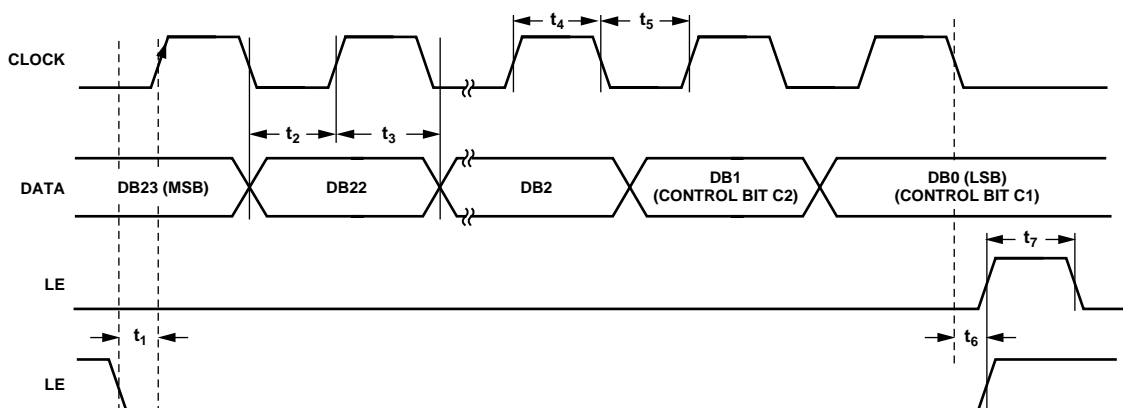 t4
t5
CLOCK
t2
t3
DATA
DB23 (MSB)
DB22
DB2
DB1
(CONTROL BIT C2)
DB0 (LSB)
(CONTROL BIT C1)
t7
LE
t1
t6
LE